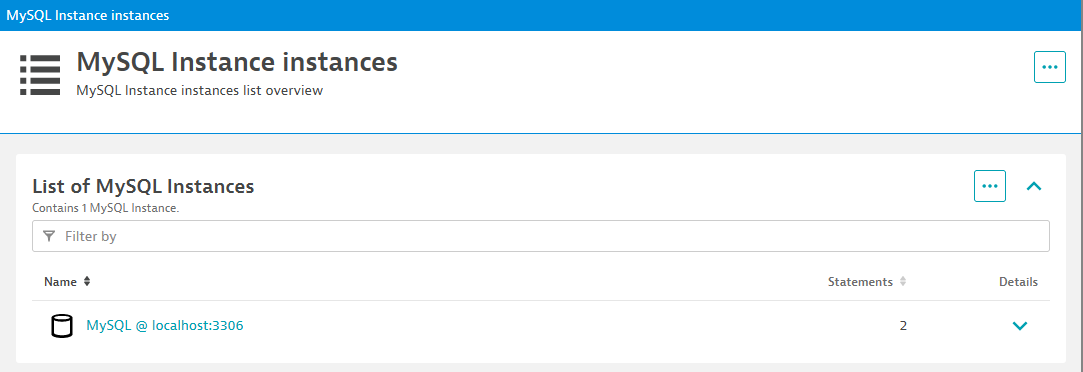 MySQL Instance instances
MySQL Instance instances
MySQL Instance instances list overview
List of MySQL Instances
Contains 1 MySQL Instance.
Filter by
Name Statements Details
MySQL @ localhost:3306 2